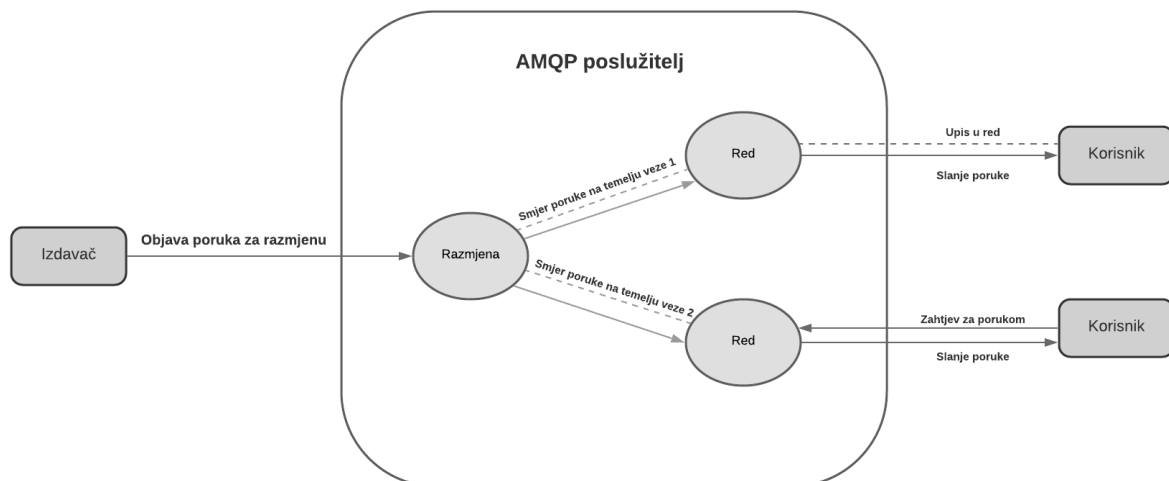 AMQP poslužitelj
Izdavač
Objava poruka za razmjenu
Razmjena
Smjer poruke na temelju veze 1
Red
Upis u red
Slanje poruke
Korisnik
Smjer poruke na temelju veze 2
Red
Zahtjev za porukom
Slanje poruke
Korisnik